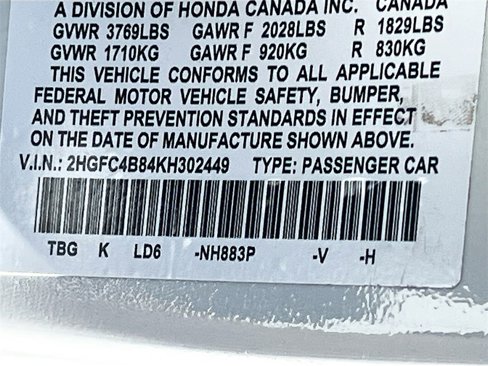 A DIVISION OF HONDA CANADA INC. CANADA
GVWR 3769LBS GAWR F 2028LBS R 1829LBS
GVWR 1710KG GAWR F 920KG R 830KG
THIS VEHICLE CONFORMS TO ALL APPLICABLE
FEDERAL MOTOR VEHICLE SAFETY, BUMPER,
AND THEFT PREVENTION STANDARDS IN EFFECT
ON THE DATE OF MANUFACTURE SHOWN ABOVE.
V.I.N.: 2HGFC4B84KH302449 TYPE: PASSENGER CAR
TBG K LD6 -NH883P -V -H